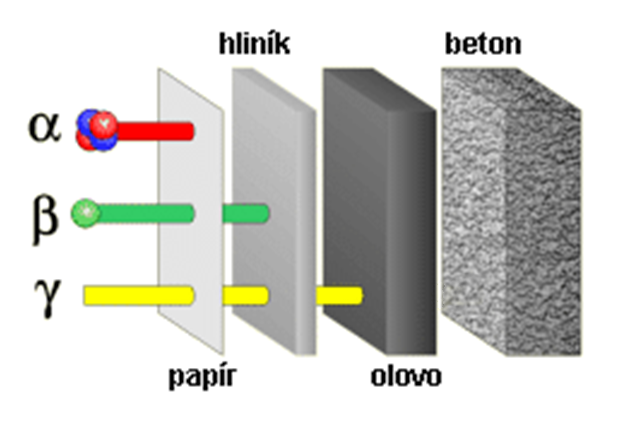 hliník
beton
α
β
γ
papír
olovo